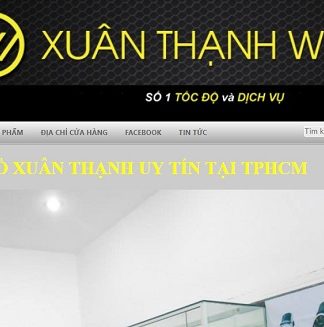 XUÂN THẠNH W
SỐ 1 TỐC ĐỘ và DỊCH VỤ
PHẨM ĐỊA CHỈ CỬA HÀNG FACEBOOK TIN TỨC Tìm k
XUÂN THẠNH UY TÍN TẠI TPHCM